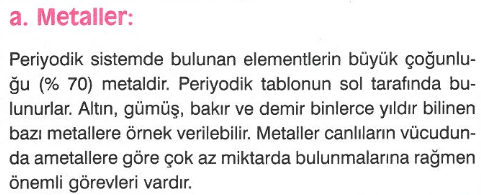 a. Metaller:
Periyodik sistemde bulunan elementlerin büyük çoğunlu-
ğu (% 70) metaldir. Periyodik tablonun sol tarafında bu-
lunurlar. Altın, gümüş, bakır ve demir binlerce yıldır bilinen
bazı metallere örnek verilebilir. Metaller canlıların vücudun-
da ametallere göre çok az miktarda bulunmalarına rağmen
önemli görevleri vardır.